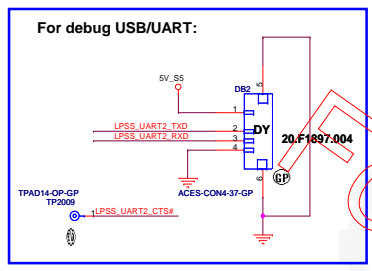 For debug USB/UART:
5V_S5
DB2
5
1
LPSS_UART2_TXD
2
DY
LPSS_UART2_RXD
3
20.F1897.004
4
6
GP
TPAD14-OP-GP
ACES-CON4-37-GP
TP2009
1
LPSS_UART2_CTS#